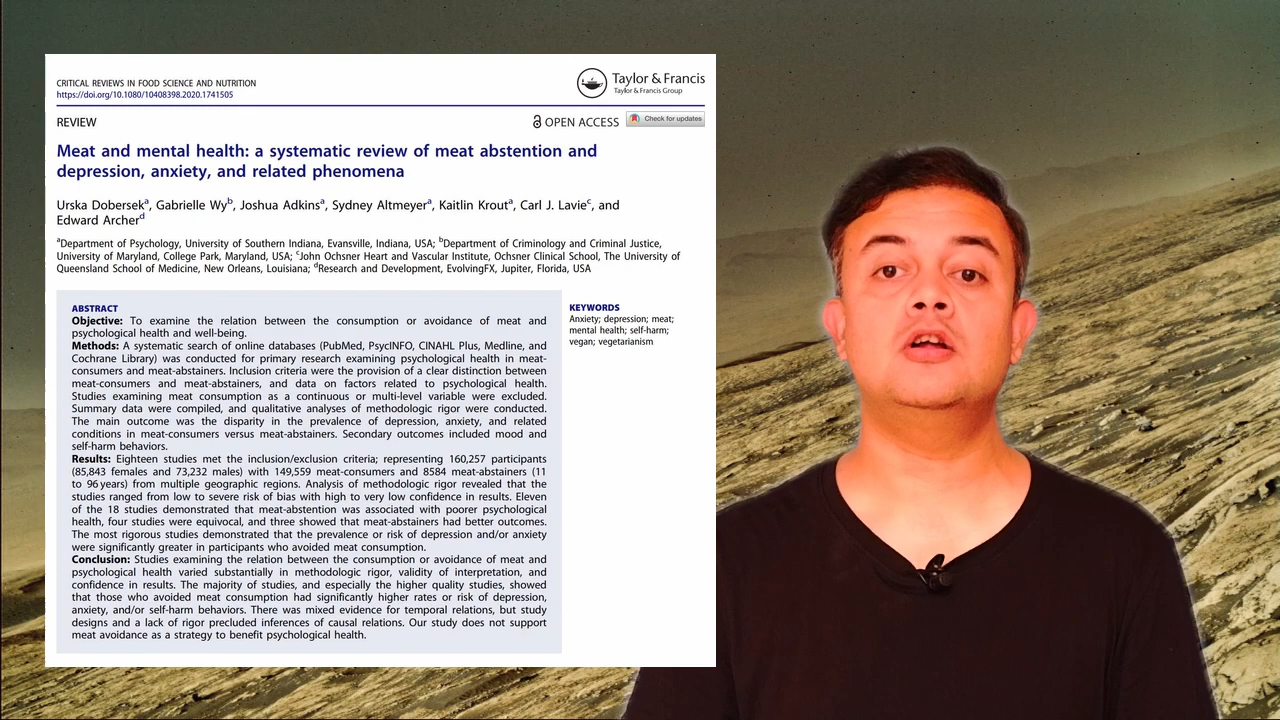 CRITICAL REVIEWS IN FOOD SCIENCE AND NUTRITION
https://doi.org/10.1080/10408398.2020.1741505
Taylor & Francis
Taylor & Francis Group
REVIEW
OPEN ACCESS
Check for updates
Meat and mental health: a systematic review of meat abstention and
depression, anxiety, and related phenomena
Urska Dobersekᵃ, Gabrielle Wyᵇ, Joshua Adkinsᵃ, Sydney Altmeyerᵃ, Kaitlin Kroutᵃ, Carl J. Lavieᶜ, and
Edward Archerᵈ
ᵃDepartment of Psychology, University of Southern Indiana, Evansville, Indiana, USA; ᵇDepartment of Criminology and Criminal Justice,
University of Maryland, College Park, Maryland, USA; ᶜJohn Ochsner Heart and Vascular Institute, Ochsner Clinical School, The University of
Queensland School of Medicine, New Orleans, Louisiana; ᵈResearch and Development, EvolvingFX, Jupiter, Florida, USA
ABSTRACT
Objective: To examine the relation between the consumption or avoidance of meat and
psychological health and well-being.
Methods: A systematic search of online databases (PubMed, PsycINFO, CINAHL Plus, Medline, and
Cochrane Library) was conducted for primary research examining psychological health in meat-
consumers and meat-abstainers. Inclusion criteria were the provision of a clear distinction between
meat-consumers and meat-abstainers, and data on factors related to psychological health.
Studies examining meat consumption as a continuous or multi-level variable were excluded.
Summary data were compiled, and qualitative analyses of methodologic rigor were conducted.
The main outcome was the disparity in the prevalence of depression, anxiety, and related
conditions in meat-consumers versus meat-abstainers. Secondary outcomes included mood and
self-harm behaviors.
Results: Eighteen studies met the inclusion/exclusion criteria; representing 160,257 participants
(85,843 females and 73,232 males) with 149,559 meat-consumers and 8584 meat-abstainers (11
to 96 years) from multiple geographic regions. Analysis of methodologic rigor revealed that the
studies ranged from low to severe risk of bias with high to very low confidence in results. Eleven
of the 18 studies demonstrated that meat-abstention was associated with poorer psychological
health, four studies were equivocal, and three showed that meat-abstainers had better outcomes.
The most rigorous studies demonstrated that the prevalence or risk of depression and/or anxiety
were significantly greater in participants who avoided meat consumption.
Conclusion: Studies examining the relation between the consumption or avoidance of meat and
psychological health varied substantially in methodologic rigor, validity of interpretation, and
confidence in results. The majority of studies, and especially the higher quality studies, showed
that those who avoided meat consumption had significantly higher rates or risk of depression,
anxiety, and/or self-harm behaviors. There was mixed evidence for temporal relations, but study
designs and a lack of rigor precluded inferences of causal relations. Our study does not support
meat avoidance as a strategy to benefit psychological health.
KEYWORDS
Anxiety; depression; meat;
mental health; self-harm;
vegan; vegetarianism